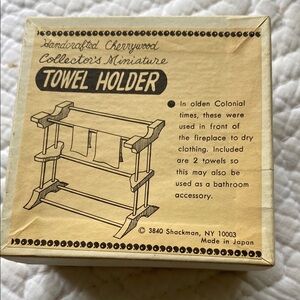 Handcrafted Cherrywood
Collector's Miniature
TOWEL HOLDER
● In olden Colonial
times, these were
used in front of
the fireplace to dry
clothing. Included
are 2 towels so
this may also be
used as a bathroom
accessory.
© 3840 Shackman, NY 10003
Made in Japan